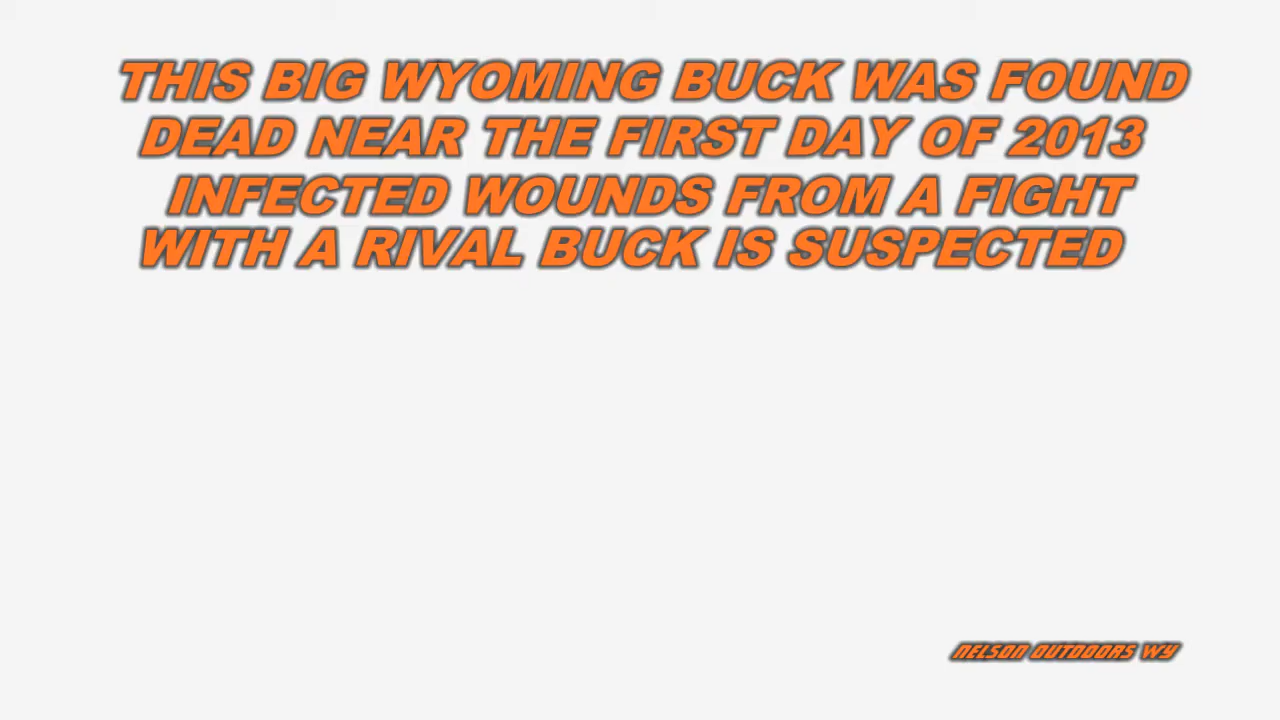 THIS BIG WYOMING BUCK WAS FOUND
DEAD NEAR THE FIRST DAY OF 2013
INFECTED WOUNDS FROM A FIGHT
WITH A RIVAL BUCK IS SUSPECTED
NELSON OUTDOORS WY